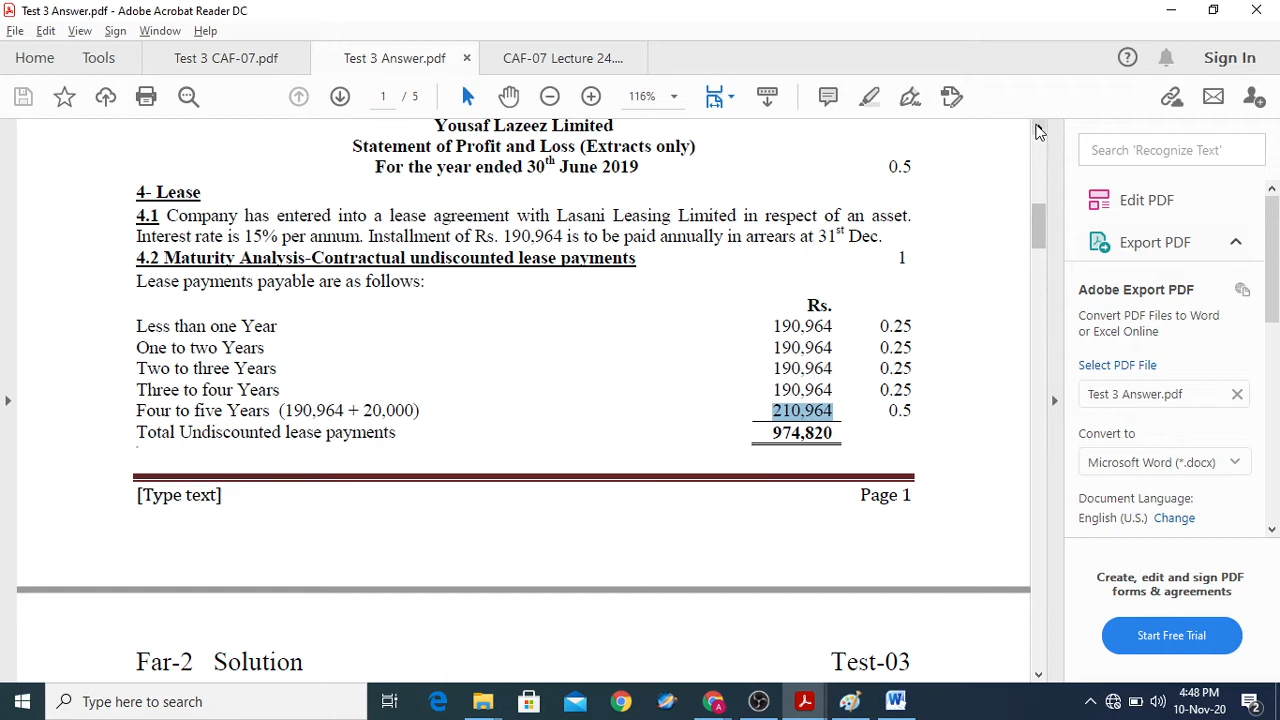 Test 3 Answer.pdf - Adobe Acrobat Reader DC
File Edit View Sign Window Help
Home Tools Test 3 CAF-07.pdf Test 3 Answer.pdf × CAF-07 Lecture 24.... Sign In
1 / 5 116%
Yousaf Lazeez Limited
Statement of Profit and Loss (Extracts only)
For the year ended 30th June 2019 0.5
4- Lease
4.1 Company has entered into a lease agreement with Lasani Leasing Limited in respect of an asset.
Interest rate is 15% per annum. Installment of Rs. 190,964 is to be paid annually in arrears at 31st Dec.
4.2 Maturity Analysis-Contractual undiscounted lease payments 1
Lease payments payable are as follows:
Rs.
Less than one Year 190,964 0.25
One to two Years 190,964 0.25
Two to three Years 190,964 0.25
Three to four Years 190,964 0.25
Four to five Years (190,964 + 20,000) 210,964 0.5
Total Undiscounted lease payments 974,820
[Type text] Page 1
Far-2 Solution Test-03
Search 'Recognize Text'
Edit PDF
Export PDF
Adobe Export PDF
Convert PDF Files to Word
or Excel Online
Select PDF File
Test 3 Answer.pdf
Convert to
Microsoft Word (*.docx)
Document Language:
English (U.S.) Change
Create, edit and sign PDF
forms & agreements
Start Free Trial
Type here to search
4:48 PM
10-Nov-20
2